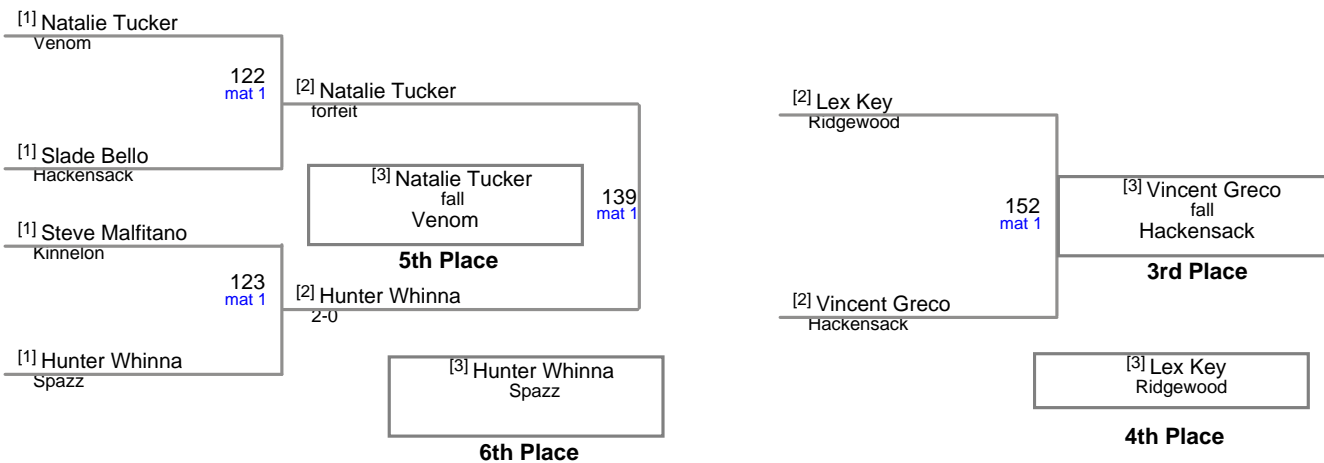 [1] Natalie Tucker
Venom
122
mat 1
[2] Natalie Tucker
forfeit
[1] Slade Bello
Hackensack
[3] Natalie Tucker
fall
Venom
5th Place
139
mat 1
[1] Steve Malfitano
Kinnelon
123
mat 1
[2] Hunter Whinna
2-0
[1] Hunter Whinna
Spazz
[3] Hunter Whinna
Spazz
6th Place
[2] Lex Key
Ridgewood
152
mat 1
[3] Vincent Greco
fall
Hackensack
3rd Place
[2] Vincent Greco
Hackensack
[3] Lex Key
Ridgewood
4th Place